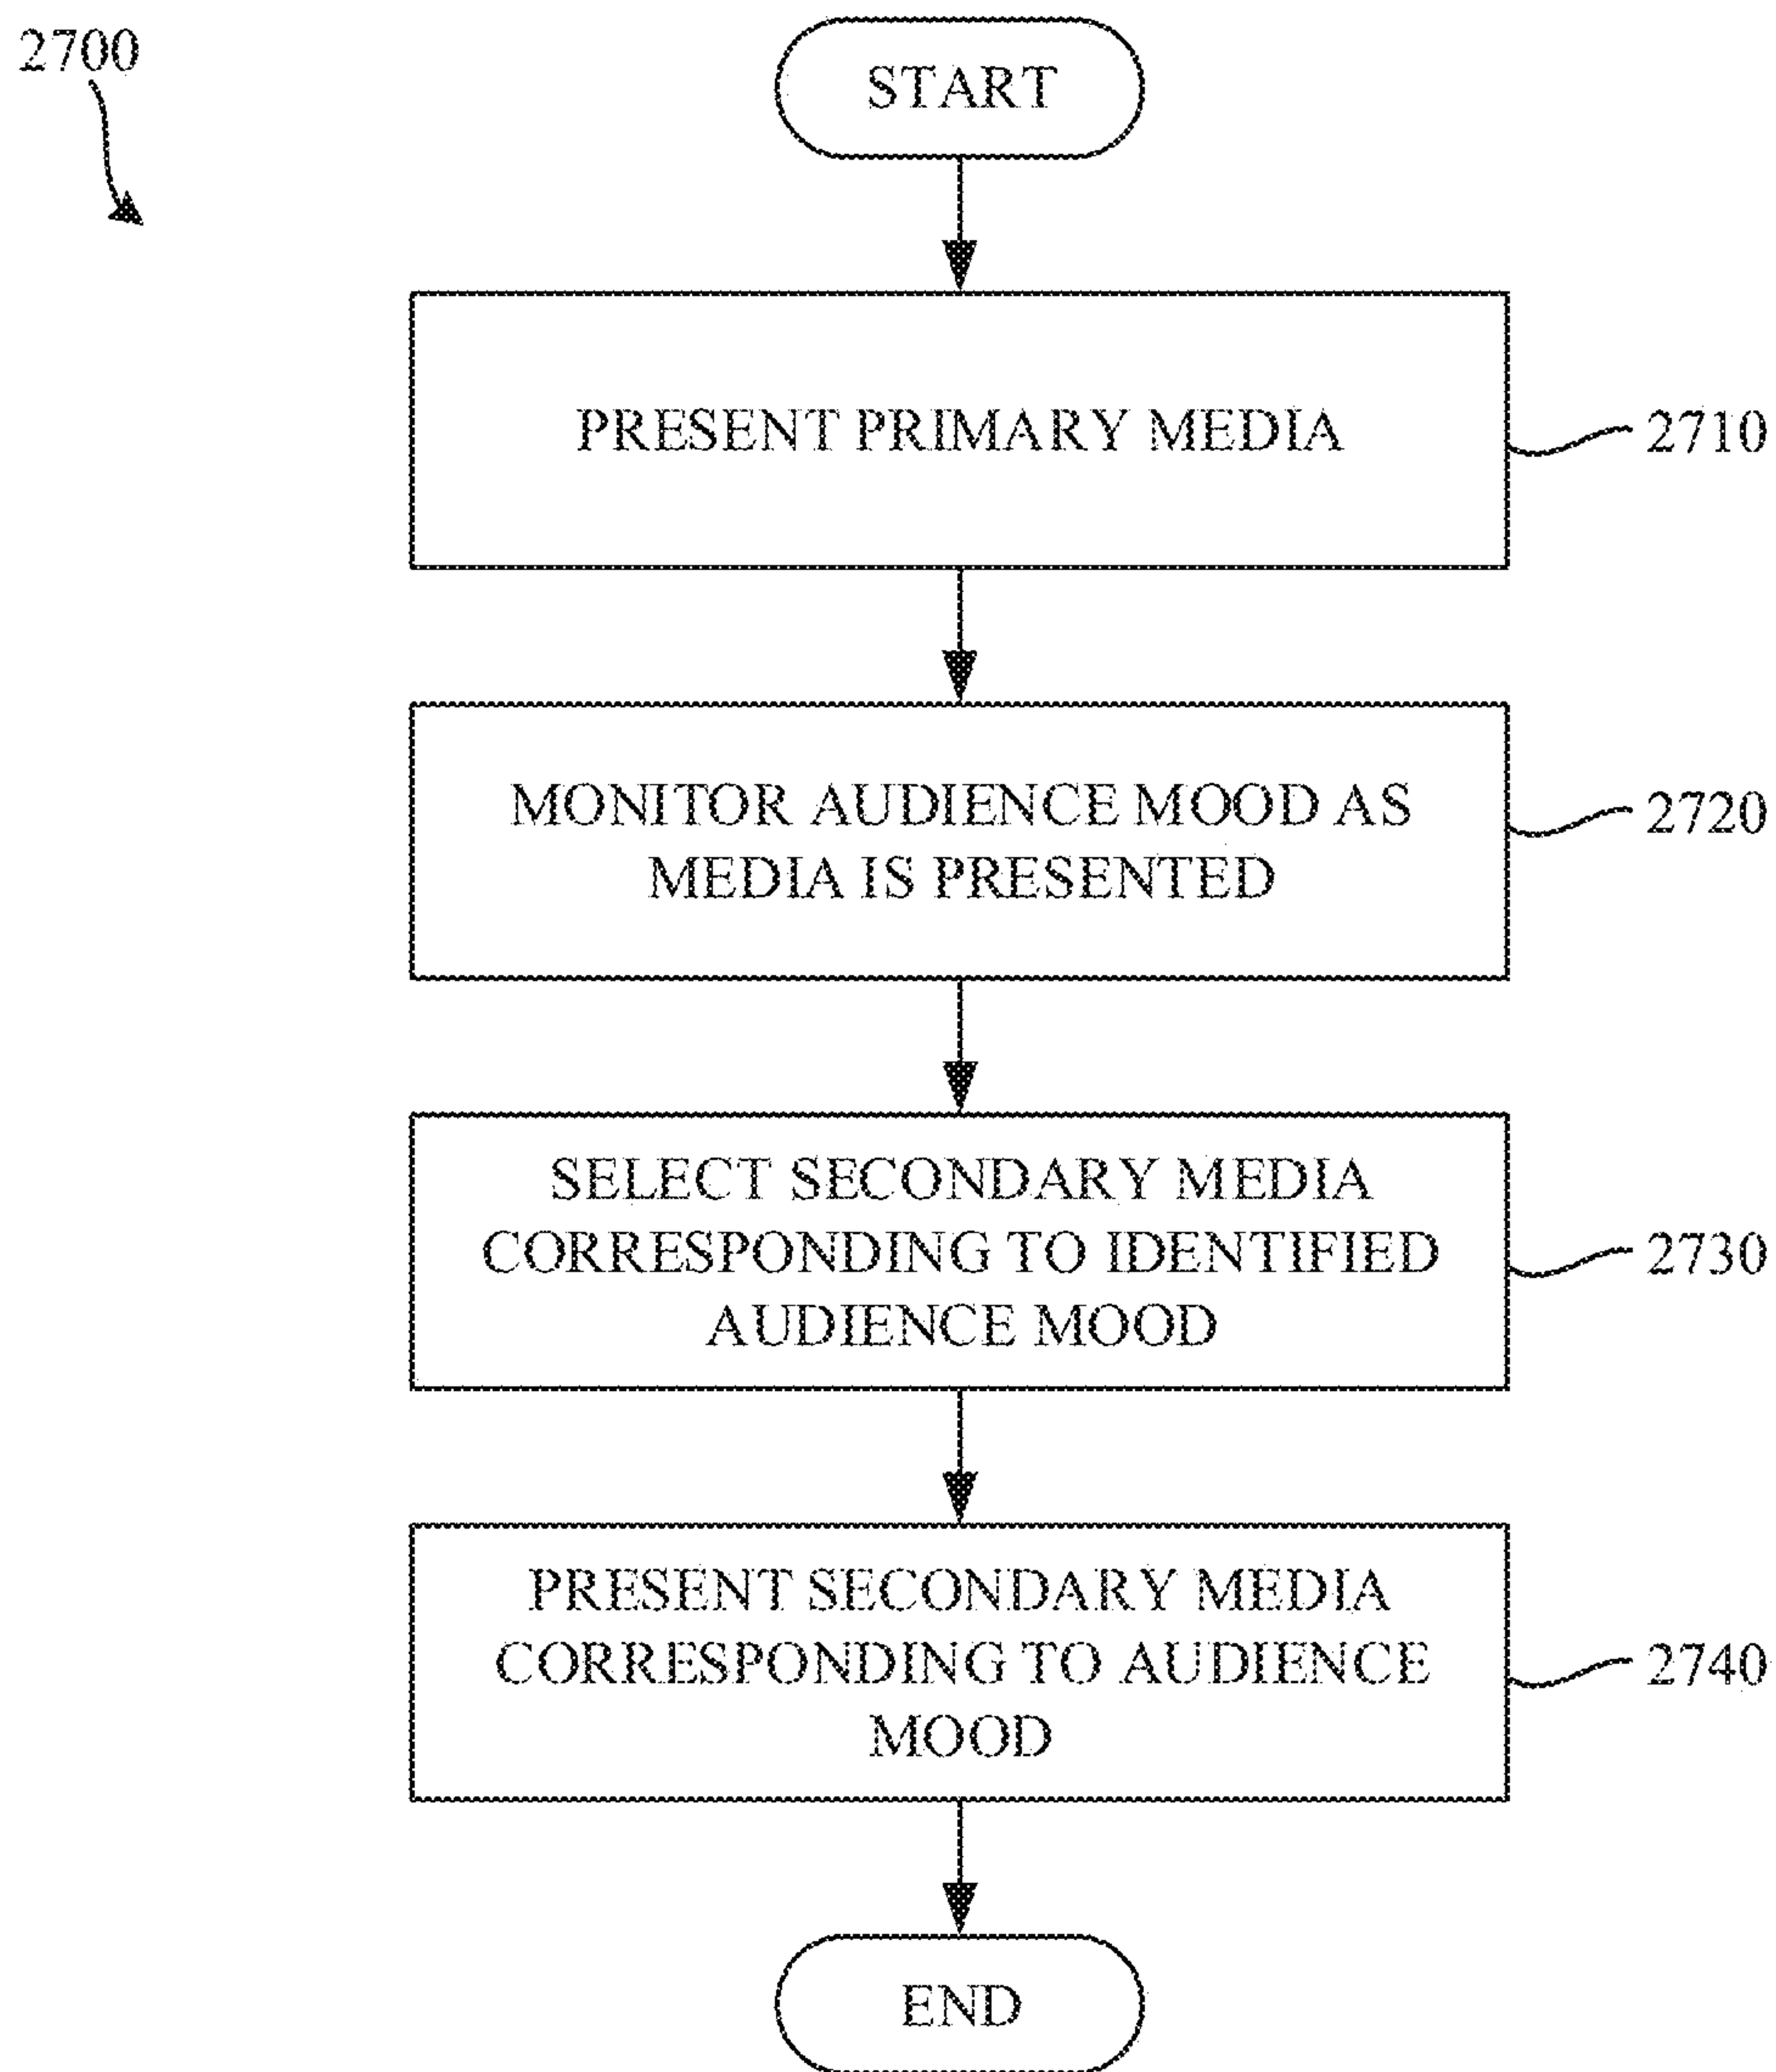 2700
START
PRESENT PRIMARY MEDIA
2710
MONITOR AUDIENCE MOOD AS
MEDIA IS PRESENTED
2720
SELECT SECONDARY MEDIA
CORRESPONDING TO IDENTIFIED
AUDIENCE MOOD
2730
PRESENT SECONDARY MEDIA
CORRESPONDING TO AUDIENCE
MOOD
2740
END